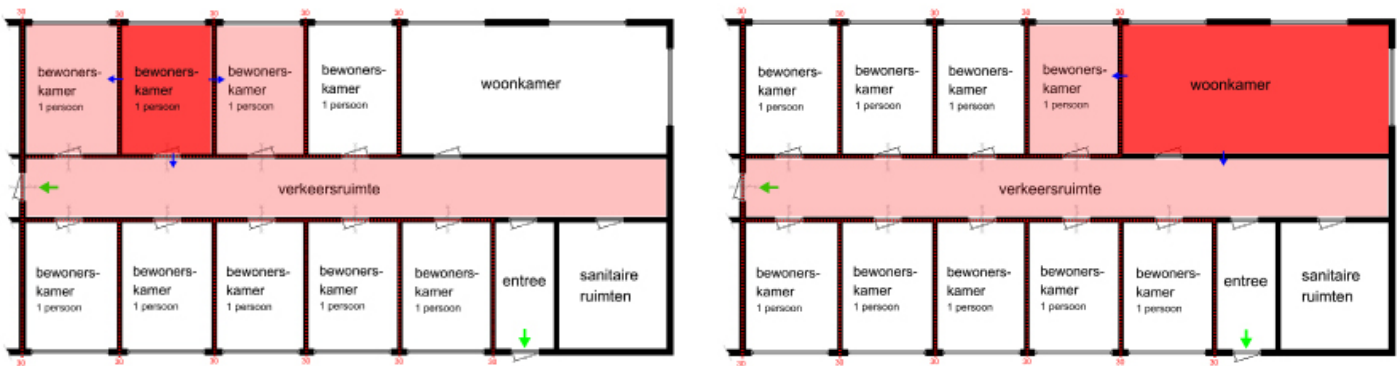 30 30 30 30 30
bewoners-
kamer
1 persoon
bewoners-
kamer
1 persoon
bewoners-
kamer
1 persoon
bewoners-
kamer
1 persoon
woonkamer
verkeersruimte
bewoners-
kamer
1 persoon
bewoners-
kamer
1 persoon
bewoners-
kamer
1 persoon
bewoners-
kamer
1 persoon
bewoners-
kamer
1 persoon
entree
sanitaire
ruimten
30 30 30 30 30 30
30 30 30 30 30
bewoners-
kamer
1 persoon
bewoners-
kamer
1 persoon
bewoners-
kamer
1 persoon
bewoners-
kamer
1 persoon
woonkamer
verkeersruimte
bewoners-
kamer
1 persoon
bewoners-
kamer
1 persoon
bewoners-
kamer
1 persoon
bewoners-
kamer
1 persoon
bewoners-
kamer
1 persoon
entree
sanitaire
ruimten
30 30 30 30 30 30